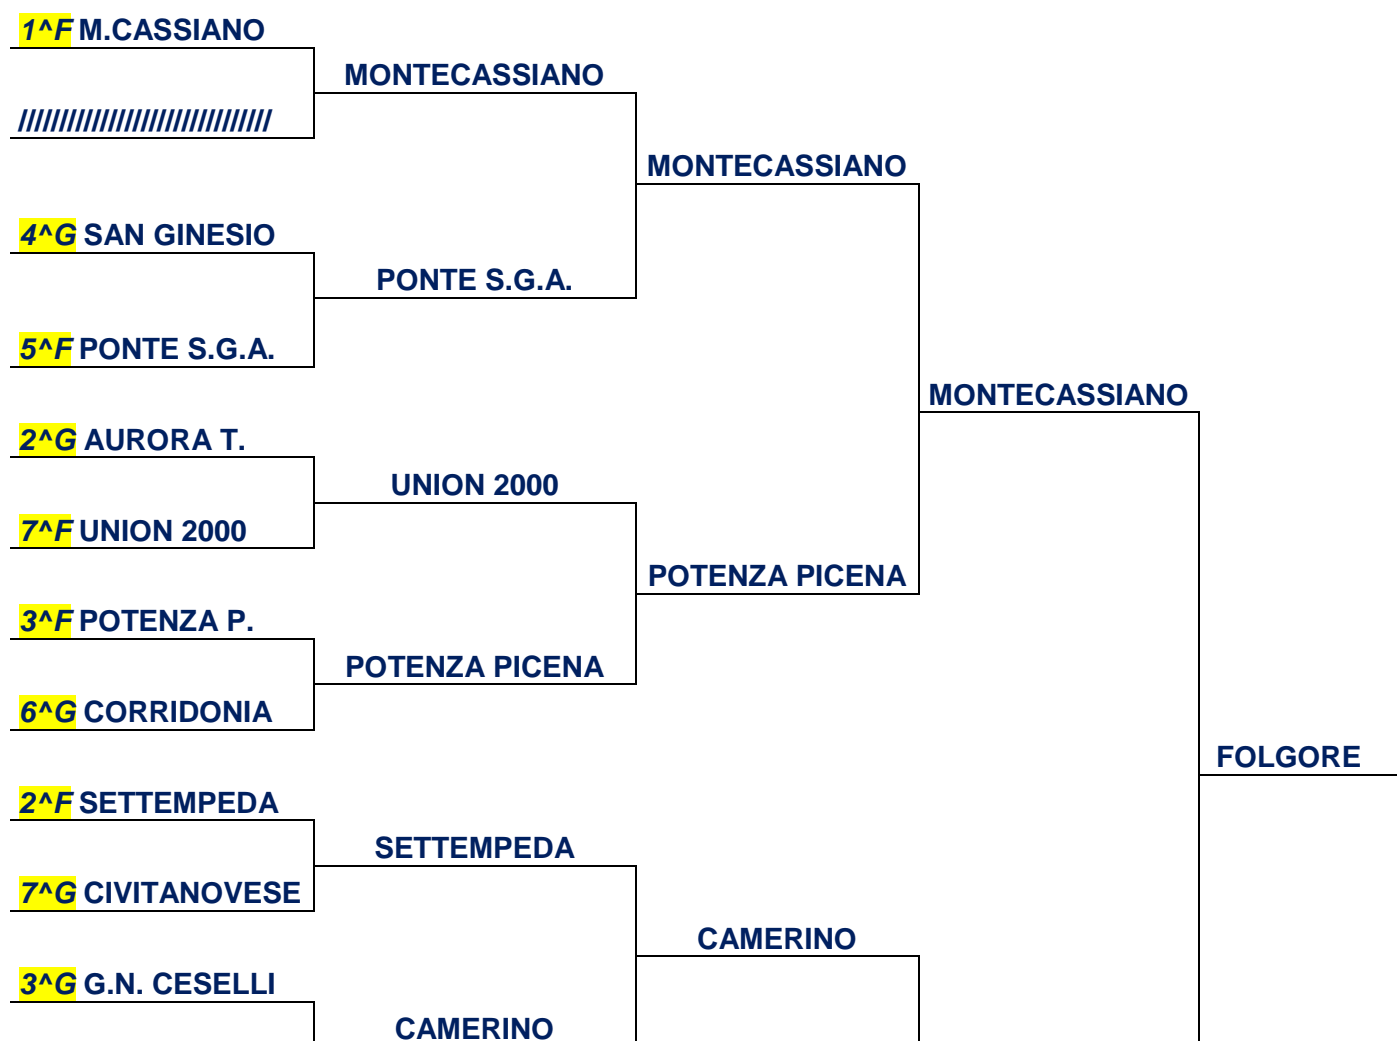 1^F M.CASSIANO
MONTECASSIANO
///////////////////////////////
MONTECASSIANO
4^G SAN GINESIO
PONTE S.G.A.
5^F PONTE S.G.A.
MONTECASSIANO
2^G AURORA T.
UNION 2000
7^F UNION 2000
POTENZA PICENA
3^F POTENZA P.
POTENZA PICENA
6^G CORRIDONIA
FOLGORE
2^F SETTEMPEDA
SETTEMPEDA
7^G CIVITANOVESE
CAMERINO
3^G G.N. CESELLI
CAMERINO